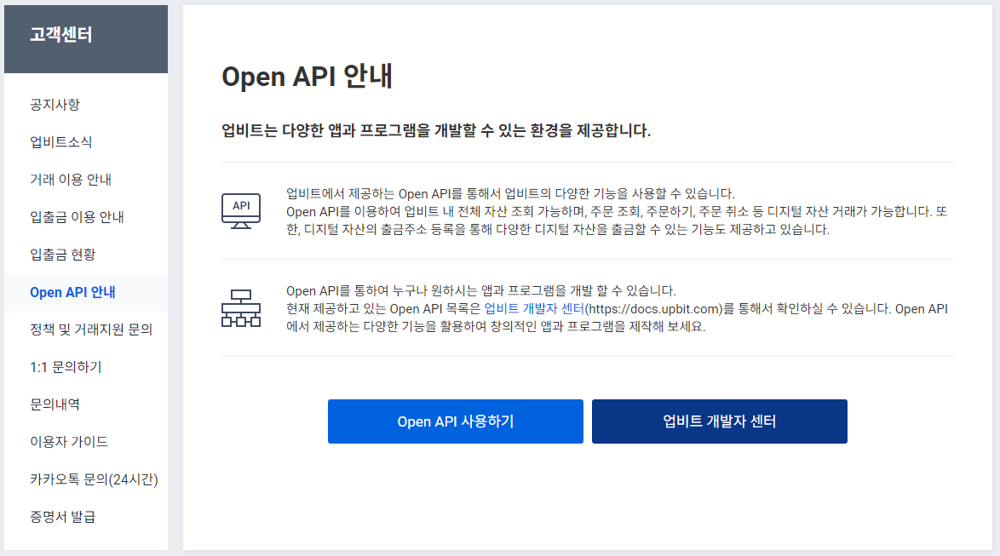 고객센터
공지사항
업비트소식
거래 이용 안내
입출금 이용 안내
입출금 현황
Open API 안내
정책 및 거래지원 문의
1:1 문의하기
문의내역
이용자 가이드
카카오톡 문의(24시간)
증명서 발급
Open API 안내
업비트는 다양한 앱과 프로그램을 개발할 수 있는 환경을 제공합니다.
API
업비트에서 제공하는 Open API를 통해서 업비트의 다양한 기능을 사용할 수 있습니다.
Open API를 이용하여 업비트 내 전체 자산 조회 가능하며, 주문 조회, 주문하기, 주문 취소 등 디지털 자산 거래가 가능합니다. 또
한, 디지털 자산의 출금주소 등록을 통해 다양한 디지털 자산을 출금할 수 있는 기능도 제공하고 있습니다.
Open API를 통하여 누구나 원하시는 앱과 프로그램을 개발 할 수 있습니다.
현재 제공하고 있는 Open API 목록은 업비트 개발자 센터(https://docs.upbit.com)를 통해서 확인하실 수 있습니다. Open API
에서 제공하는 다양한 기능을 활용하여 창의적인 앱과 프로그램을 제작해 보세요.
Open API 사용하기
업비트 개발자 센터